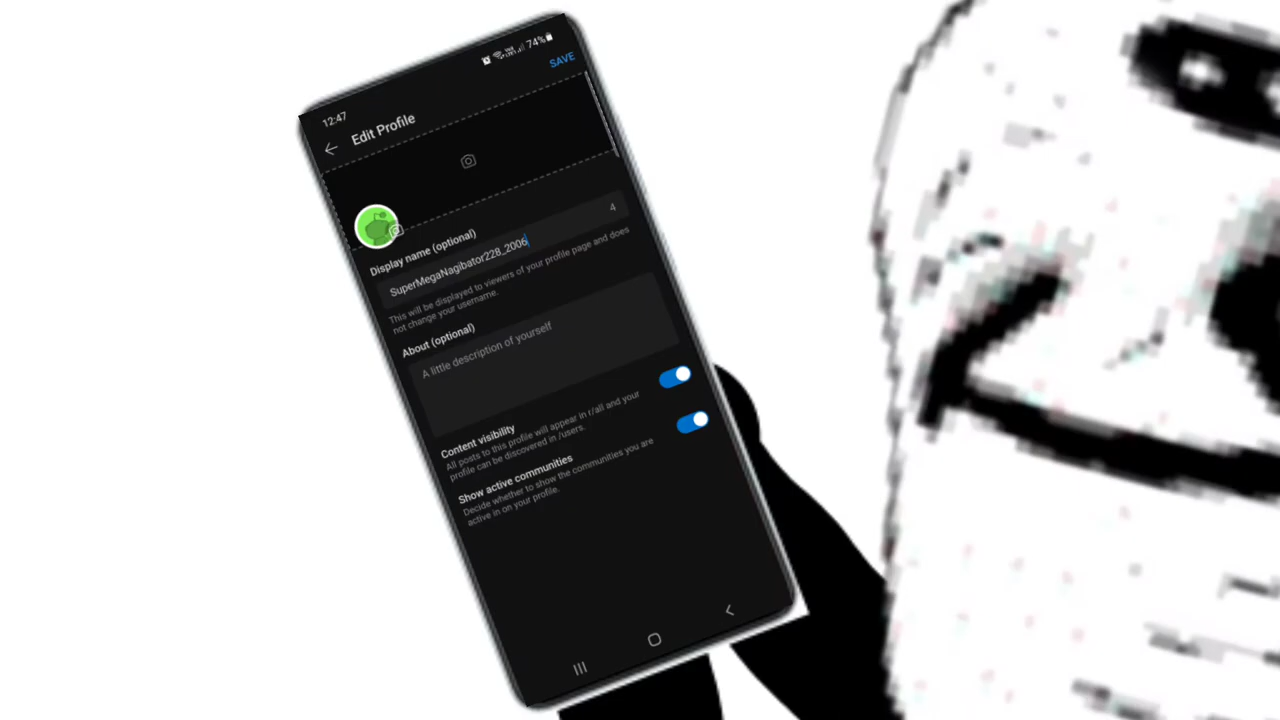 12:47
74%
SAVE
Edit Profile
Display name (optional)
4
SuperMegaNagibator228_2006
This will be displayed to viewers of your profile page and does
not change your username.
About (optional)
A little description of yourself
Content visibility
All posts to this profile will appear in r/all and your
profile can be discovered in /users.
Show active communities
Decide whether to show the communities you are
active in on your profile.